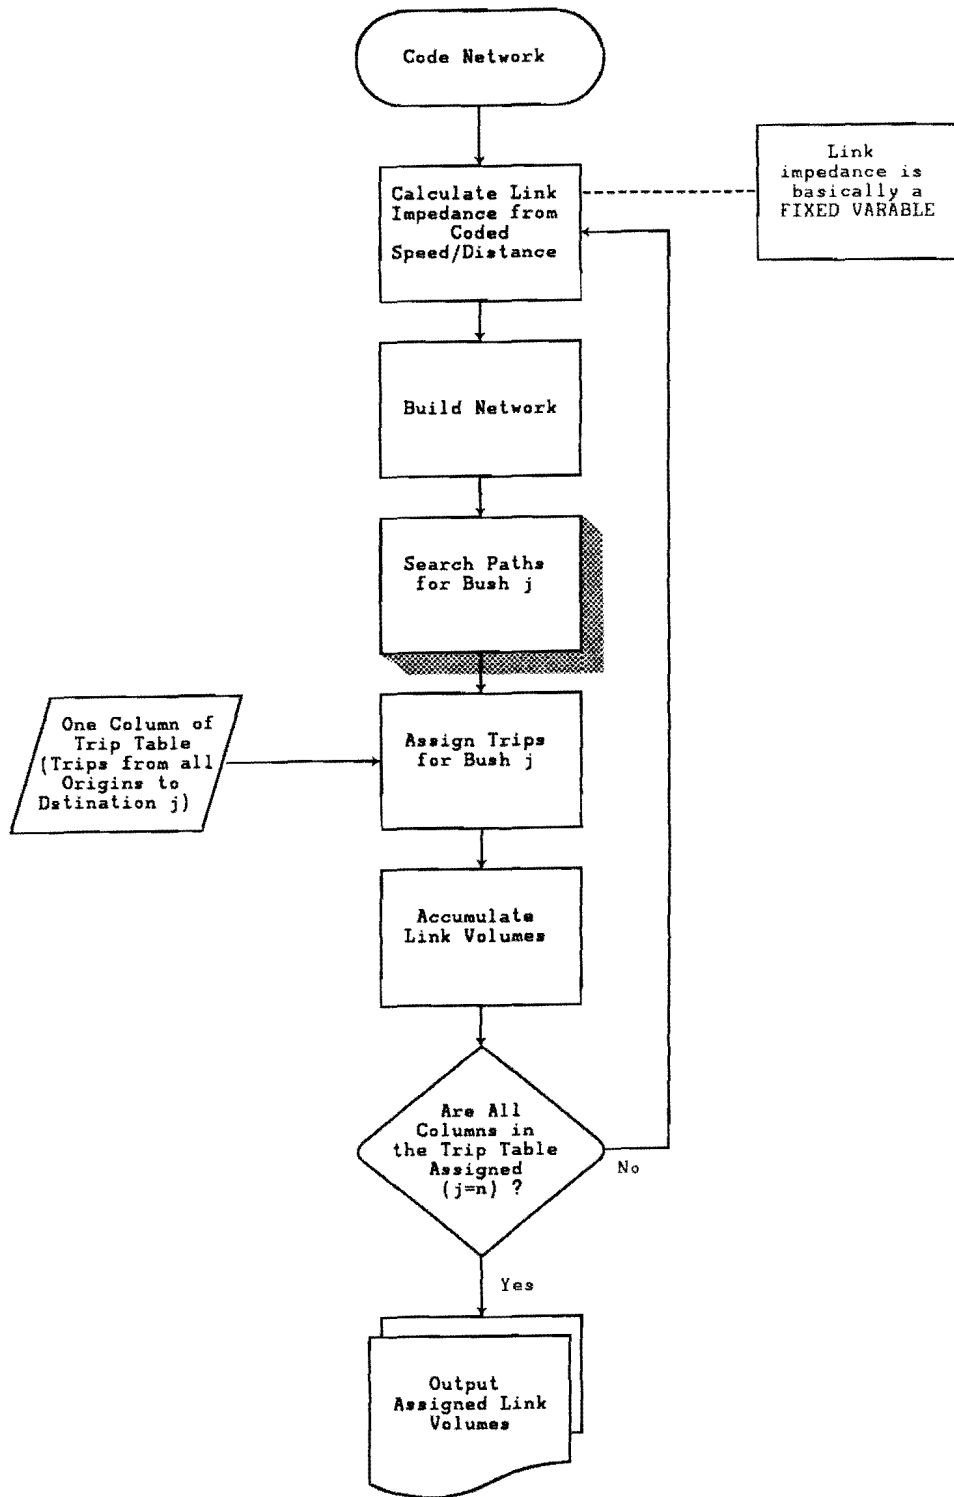 Code Network
Calculate Link
Impedance from
Coded
Speed/Distance
Link
impedance is
basically a
FIXED VARABLE
Build Network
Search Paths
for Bush j
One Column of
Trip Table
(Trips from all
Origins to
Dstination j)
Assign Trips
for Bush j
Accumulate
Link Volumes
Are All
Columns in
the Trip Table
Assigned
(j=n) ?
No
Yes
Output
Assigned Link
Volumes